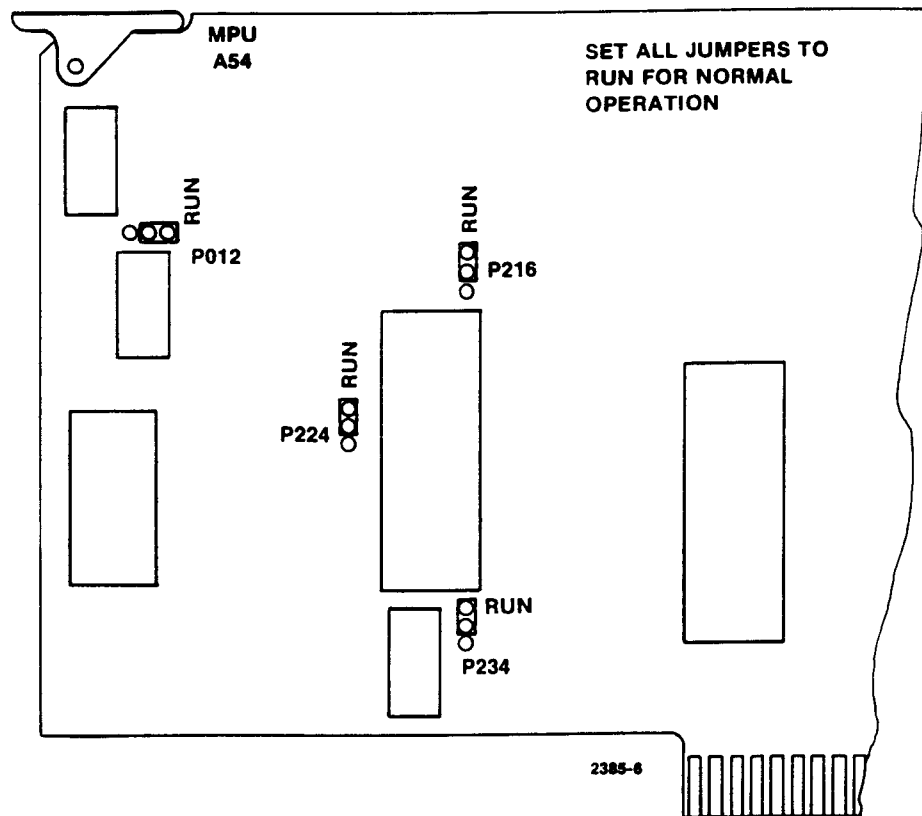 MPU
A54
SET ALL JUMPERS TO
RUN FOR NORMAL
OPERATION
RUN
P012
RUN
P216
RUN
P224
RUN
P234
2385-6